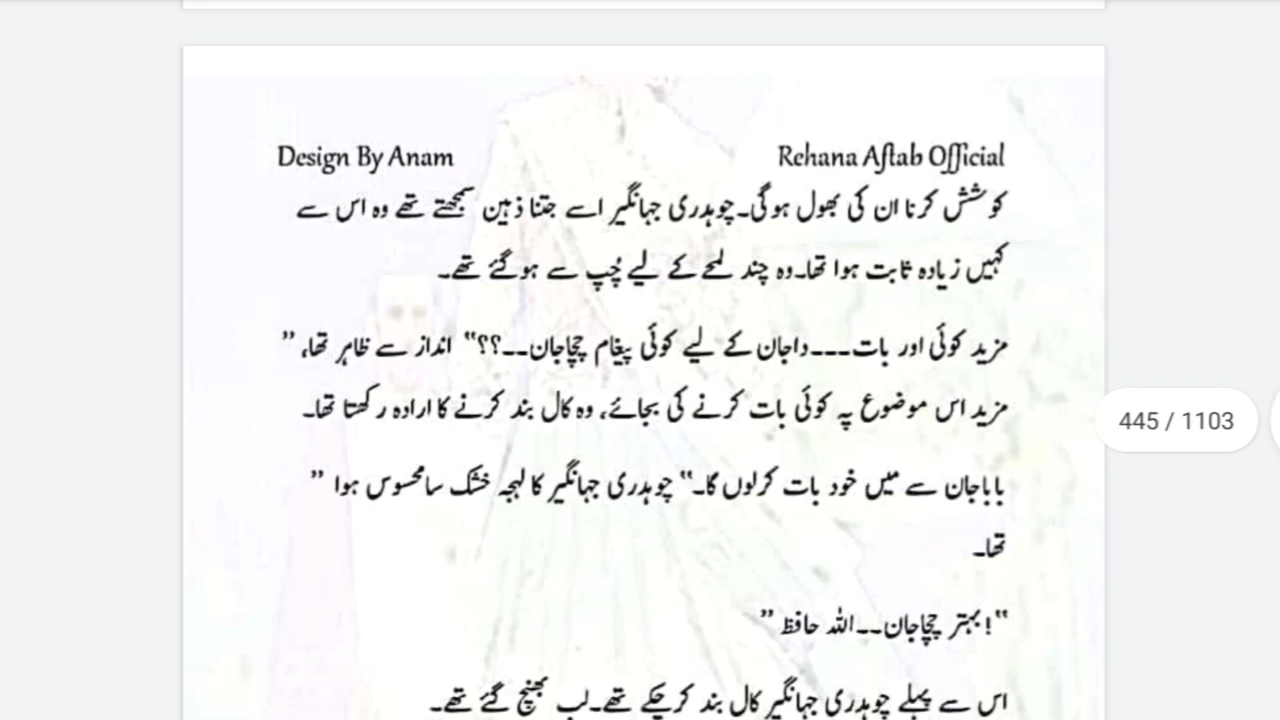 Design By Anam
Rehana Aftab Official
کوشش کرنا ان کی بھول ہوگی۔چوہدری جہانگیر اسے جتنا ذہین سمجھتے تھے وہ اس سے
کہیں زیادہ ثابت ہوا تھا۔وہ چند لمحے کے لیے چُپ سے ہوگئے تھے۔
مزید کوئی اور بات۔۔۔داجان کے لیے کوئی پیغام چچاجان۔۔؟؟“ انداز سے ظاہر تھا، ”
مزید اس موضوع پہ کوئی بات کرنے کی بجائے، وہ کال بند کرنے کا ارادہ رکھتا تھا۔
باباجان سے میں خود بات کرلوں گا۔“ چوہدری جہانگیر کا لہجہ خشک سا محسوس ہوا ”
تھا۔
“!بہتر چچاجان۔۔اللہ حافظ ”
اس سے پہلے چوہدری جہانگیر کال بند کرچکے تھے۔لب بھنچ گئے تھے۔
445 / 1103